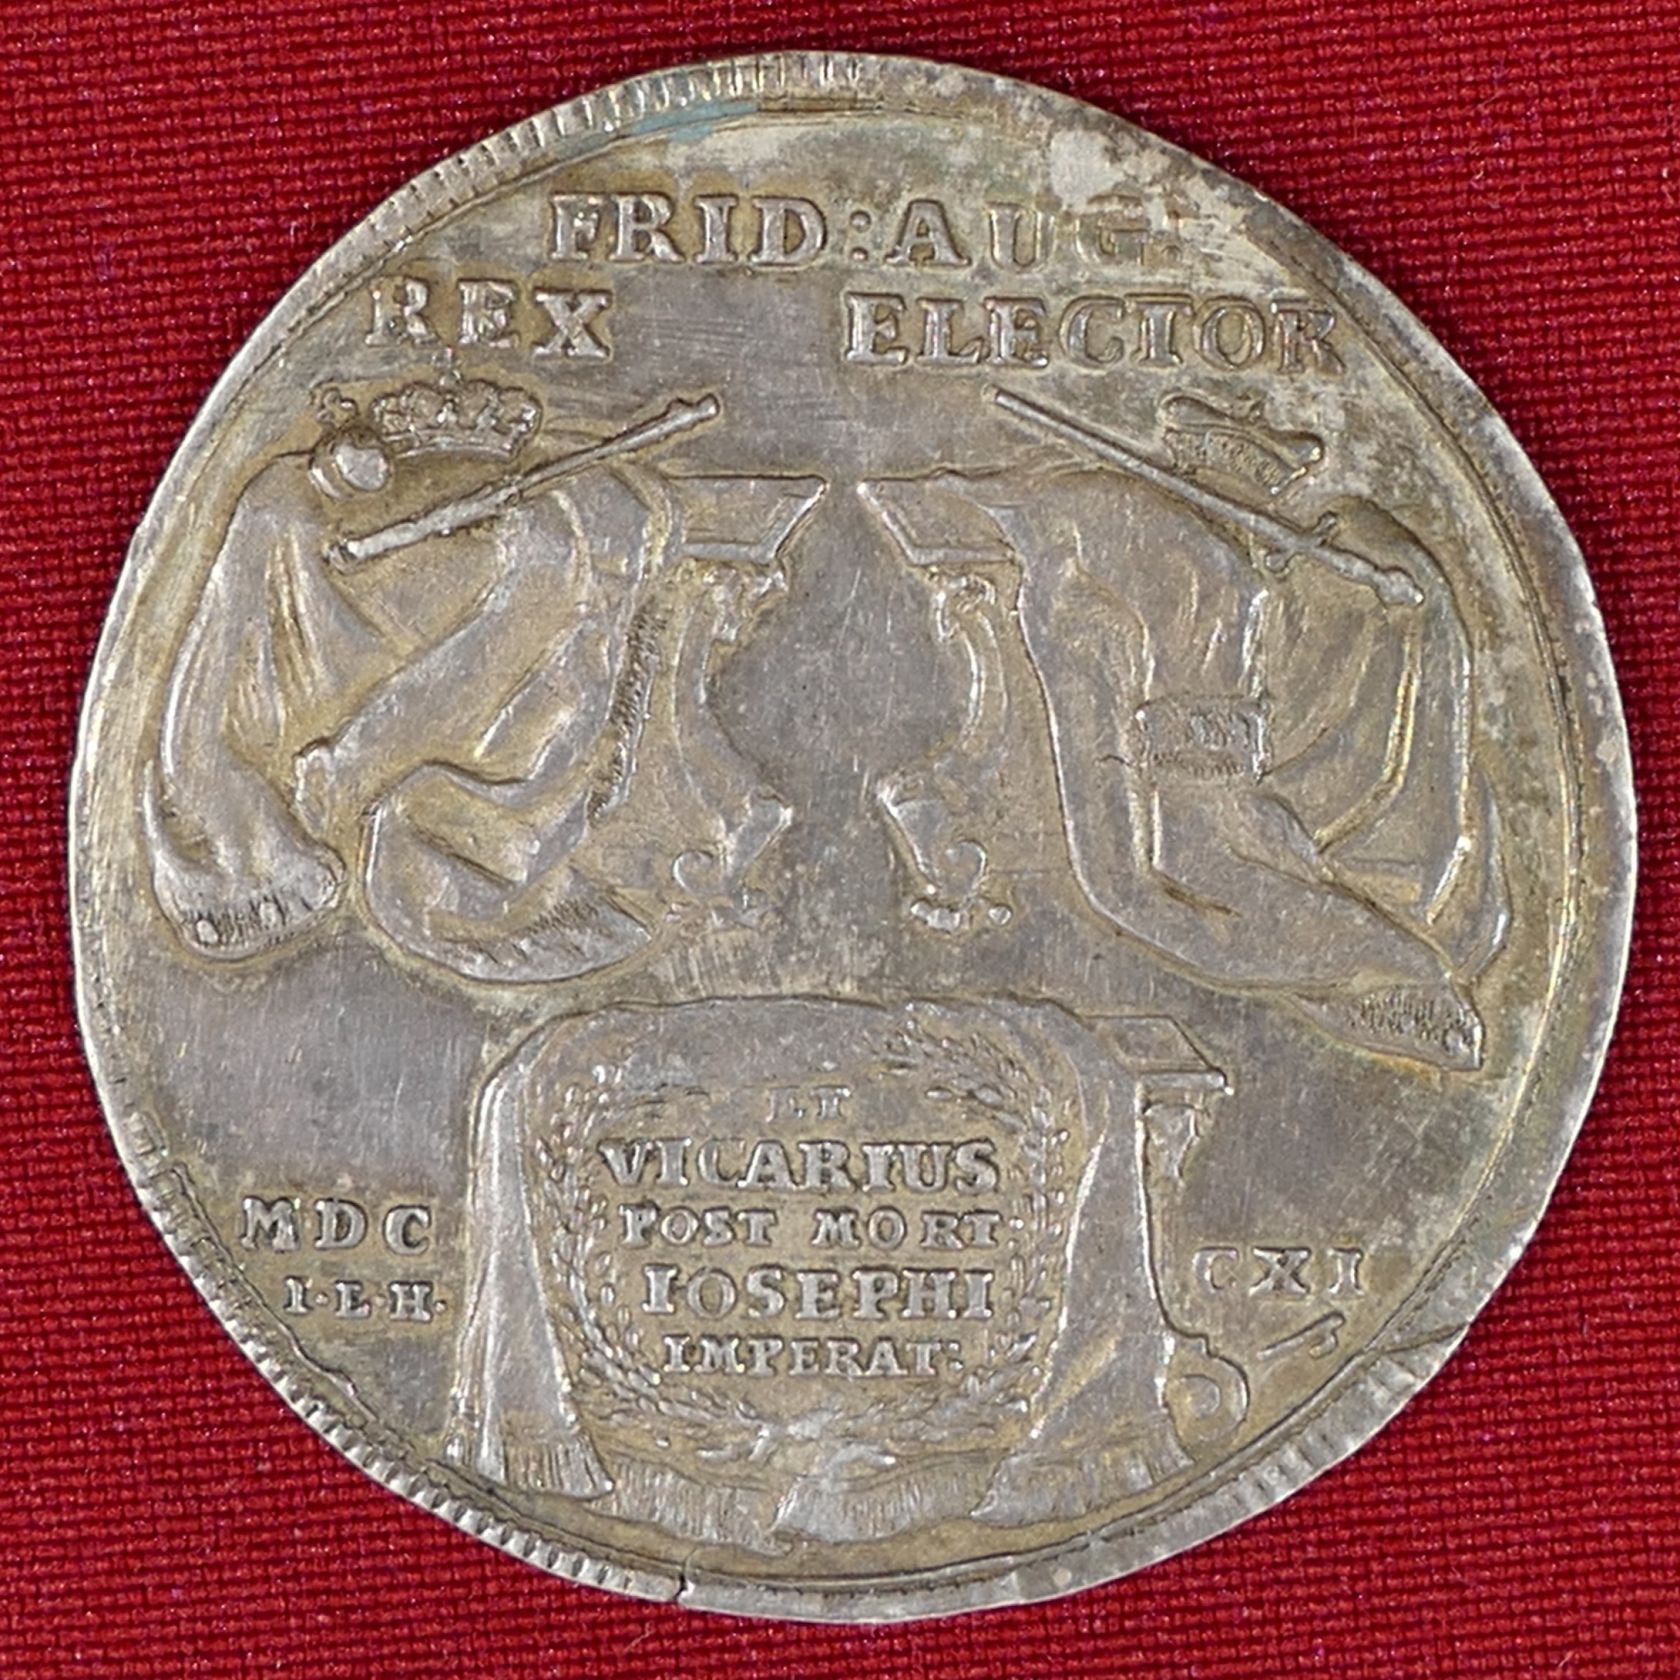 FRID:AUG:
REX ELECTOR
ET
VICARIUS
POST MORT:
IOSEPHI
IMPERAT:
MDC CXI
I·L·H·